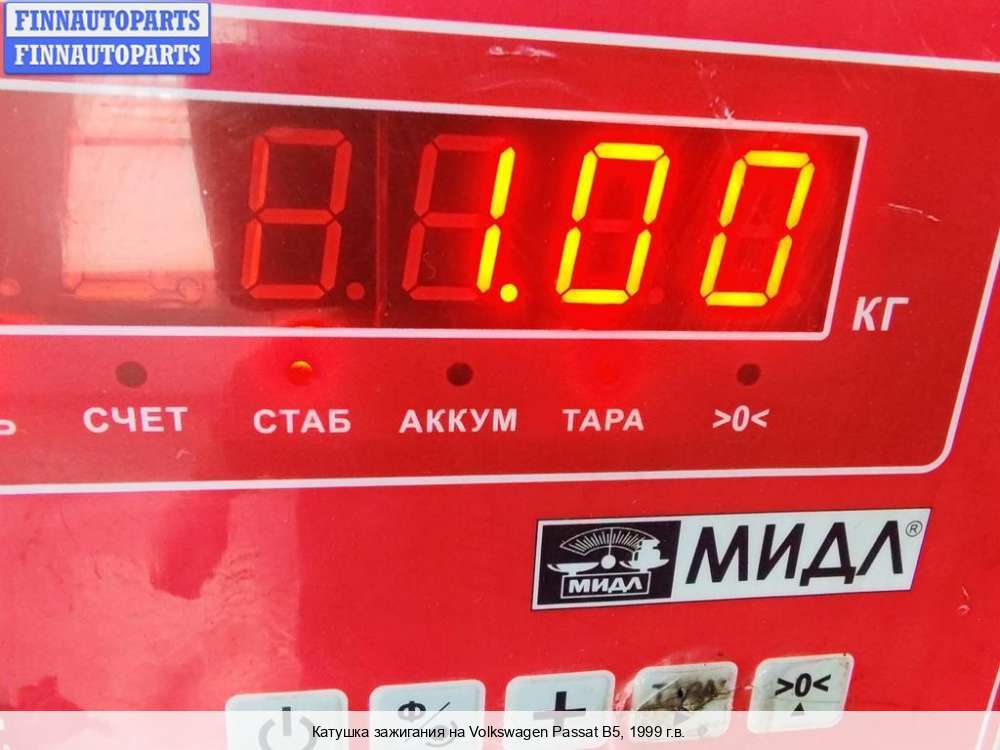 FINNAUTOPARTS
FINNAUTOPARTS
1.00
КГ
СЧЕТ СТАБ АККУМ ТАРА >0<
МИДЛ МИДЛ®
>0<
Катушка зажигания на Volkswagen Passat B5, 1999 г.в.